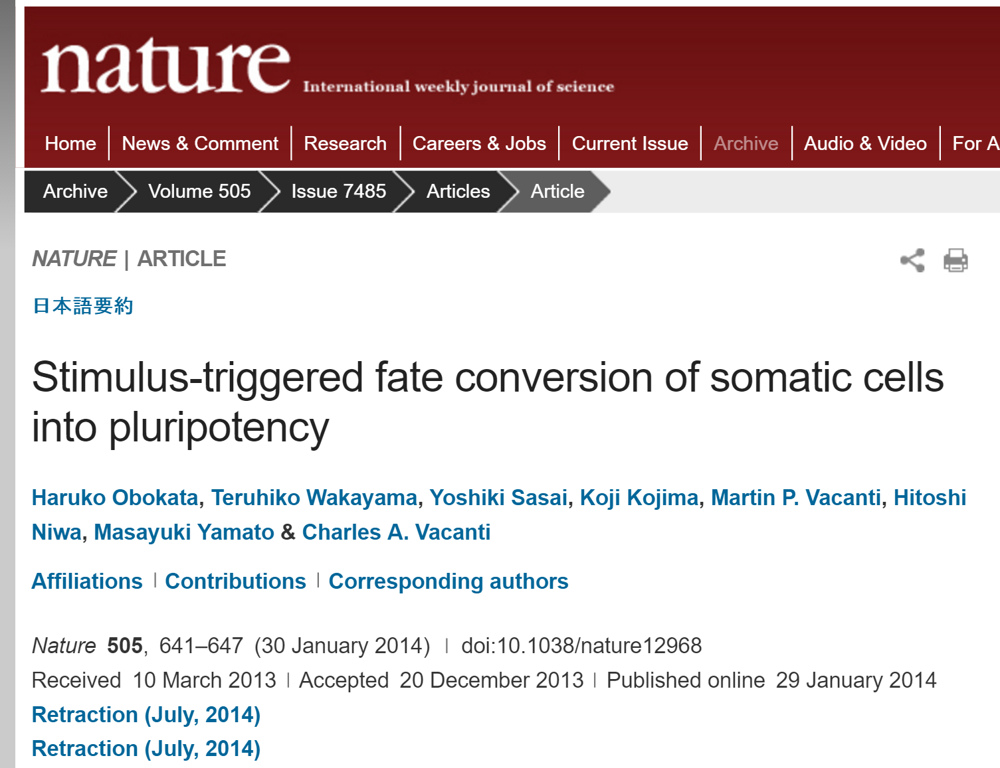 nature International weekly journal of science
Home News & Comment Research Careers & Jobs Current Issue Archive Audio & Video For A
Archive Volume 505 Issue 7485 Articles Article
NATURE | ARTICLE
日本語要約
Stimulus-triggered fate conversion of somatic cells
into pluripotency
Haruko Obokata, Teruhiko Wakayama, Yoshiki Sasai, Koji Kojima, Martin P. Vacanti, Hitoshi
Niwa, Masayuki Yamato & Charles A. Vacanti
Affiliations | Contributions | Corresponding authors
Nature 505, 641–647 (30 January 2014) | doi:10.1038/nature12968
Received 10 March 2013 | Accepted 20 December 2013 | Published online 29 January 2014
Retraction (July, 2014)
Retraction (July, 2014)